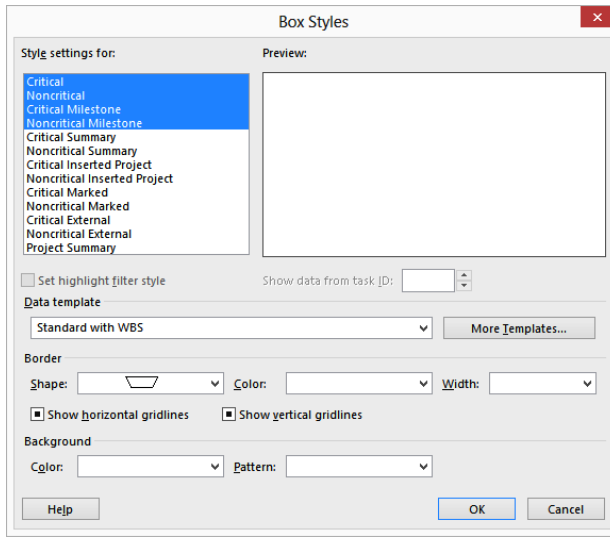 Box Styles
Style settings for:
Preview:
Critical
Noncritical
Critical Milestone
Noncritical Milestone
Critical Summary
Noncritical Summary
Critical Inserted Project
Noncritical Inserted Project
Critical Marked
Noncritical Marked
Critical External
Noncritical External
Project Summary
Set highlight filter style
Show data from task ID:
Data template
Standard with WBS
More Templates...
Border
Shape:
Color:
Width:
Show horizontal gridlines
Show vertical gridlines
Background
Color:
Pattern:
Help
OK
Cancel